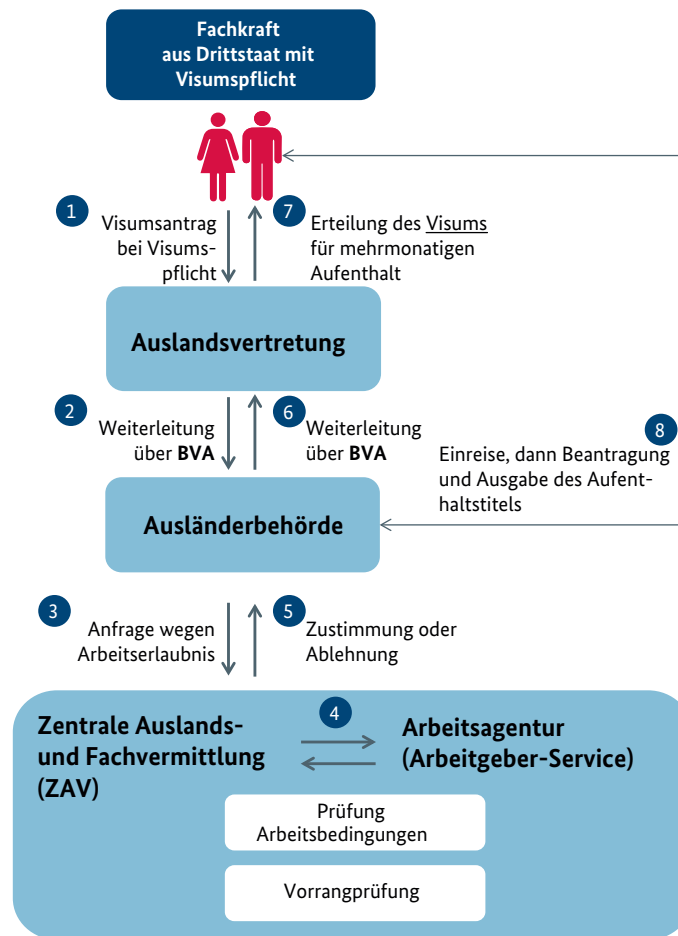 Fachkraft
aus Drittstaat mit
Visumspflicht
1
Visumsantrag
bei Visums-
pflicht
7
Erteilung des Visums
für mehrmonatigen
Aufenthalt
Auslandsvertretung
2
Weiterleitung
über BVA
6
Weiterleitung
über BVA
8
Einreise, dann Beantragung
und Ausgabe des Aufent-
haltstitels
Ausländerbehörde
3
Anfrage wegen
Arbeitserlaubnis
5
Zustimmung oder
Ablehnung
Zentrale Auslands-
und Fachvermittlung
(ZAV)
4
Arbeitsagentur
(Arbeitgeber-Service)
Prüfung
Arbeitsbedingungen
Vorrangprüfung